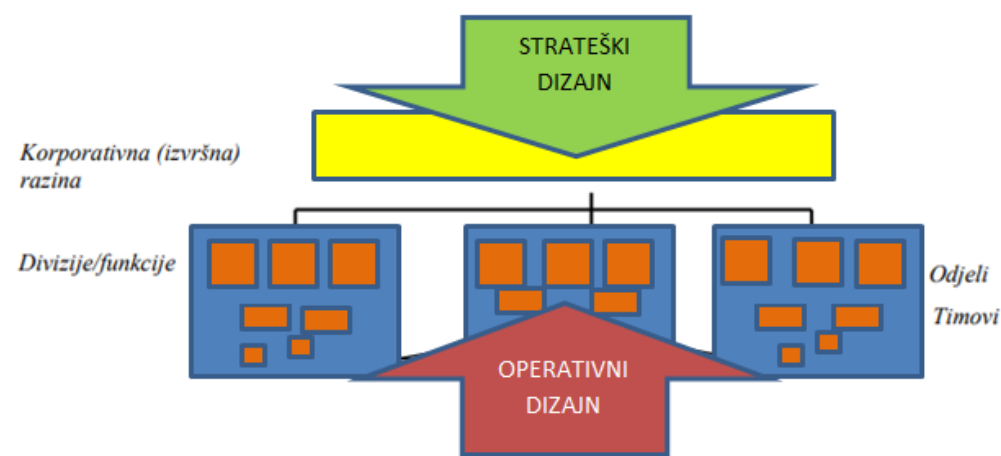 STRATEŠKI
DIZAJN
Korporativna (izvršna)
razina
Divizije/funkcije
Odjeli
Timovi
OPERATIVNI
DIZAJN